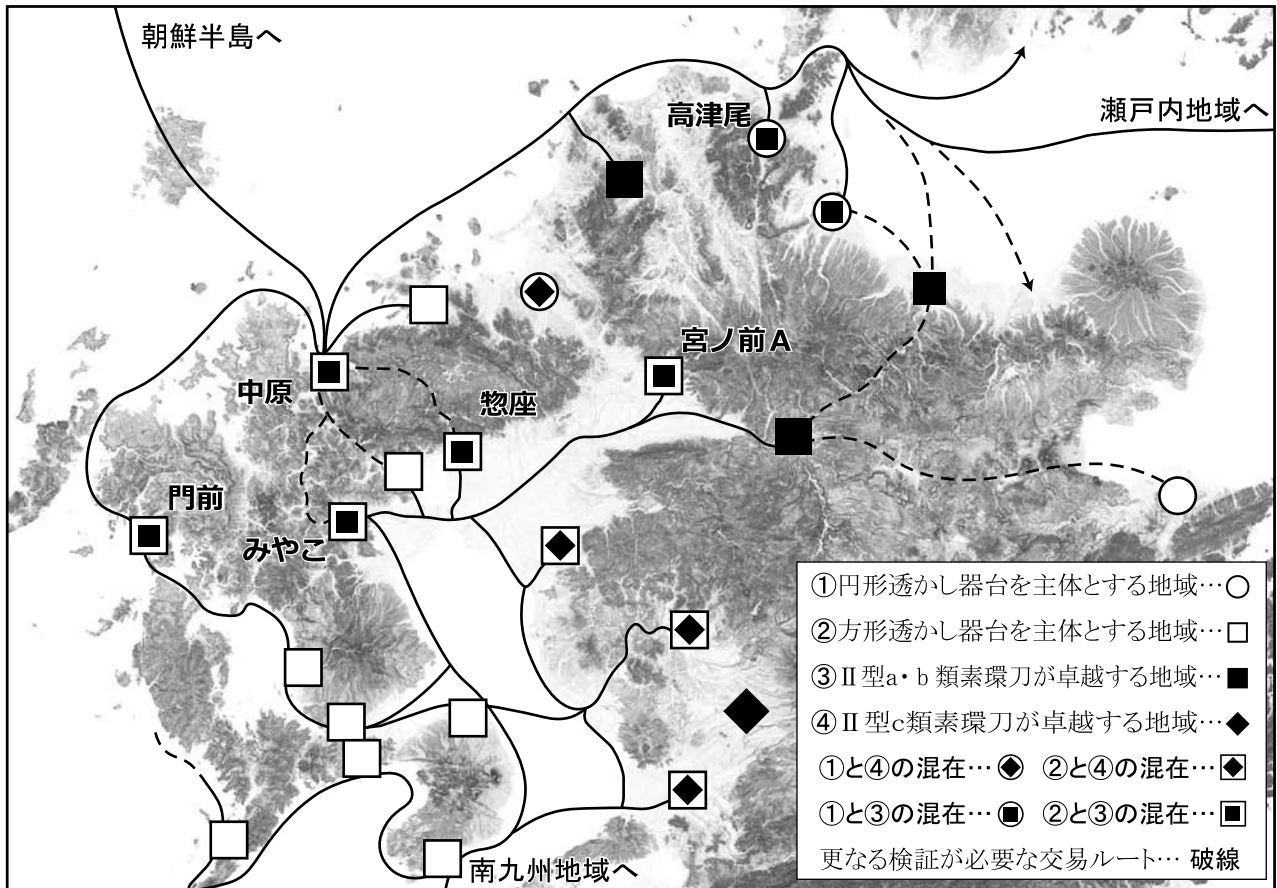 朝鮮半島へ
高津尾
瀬戸内地域へ
宮ノ前A
中原
惣座
門前
みやこ
南九州地域へ
①円形透かし器台を主体とする地域…○
②方形透かし器台を主体とする地域…□
③Ⅱ型a・b類素環刀が卓越する地域…■
④Ⅱ型c類素環刀が卓越する地域…◆
①と④の混在… ②と④の混在…
①と③の混在… ②と③の混在…
更なる検証が必要な交易ルート… 破線